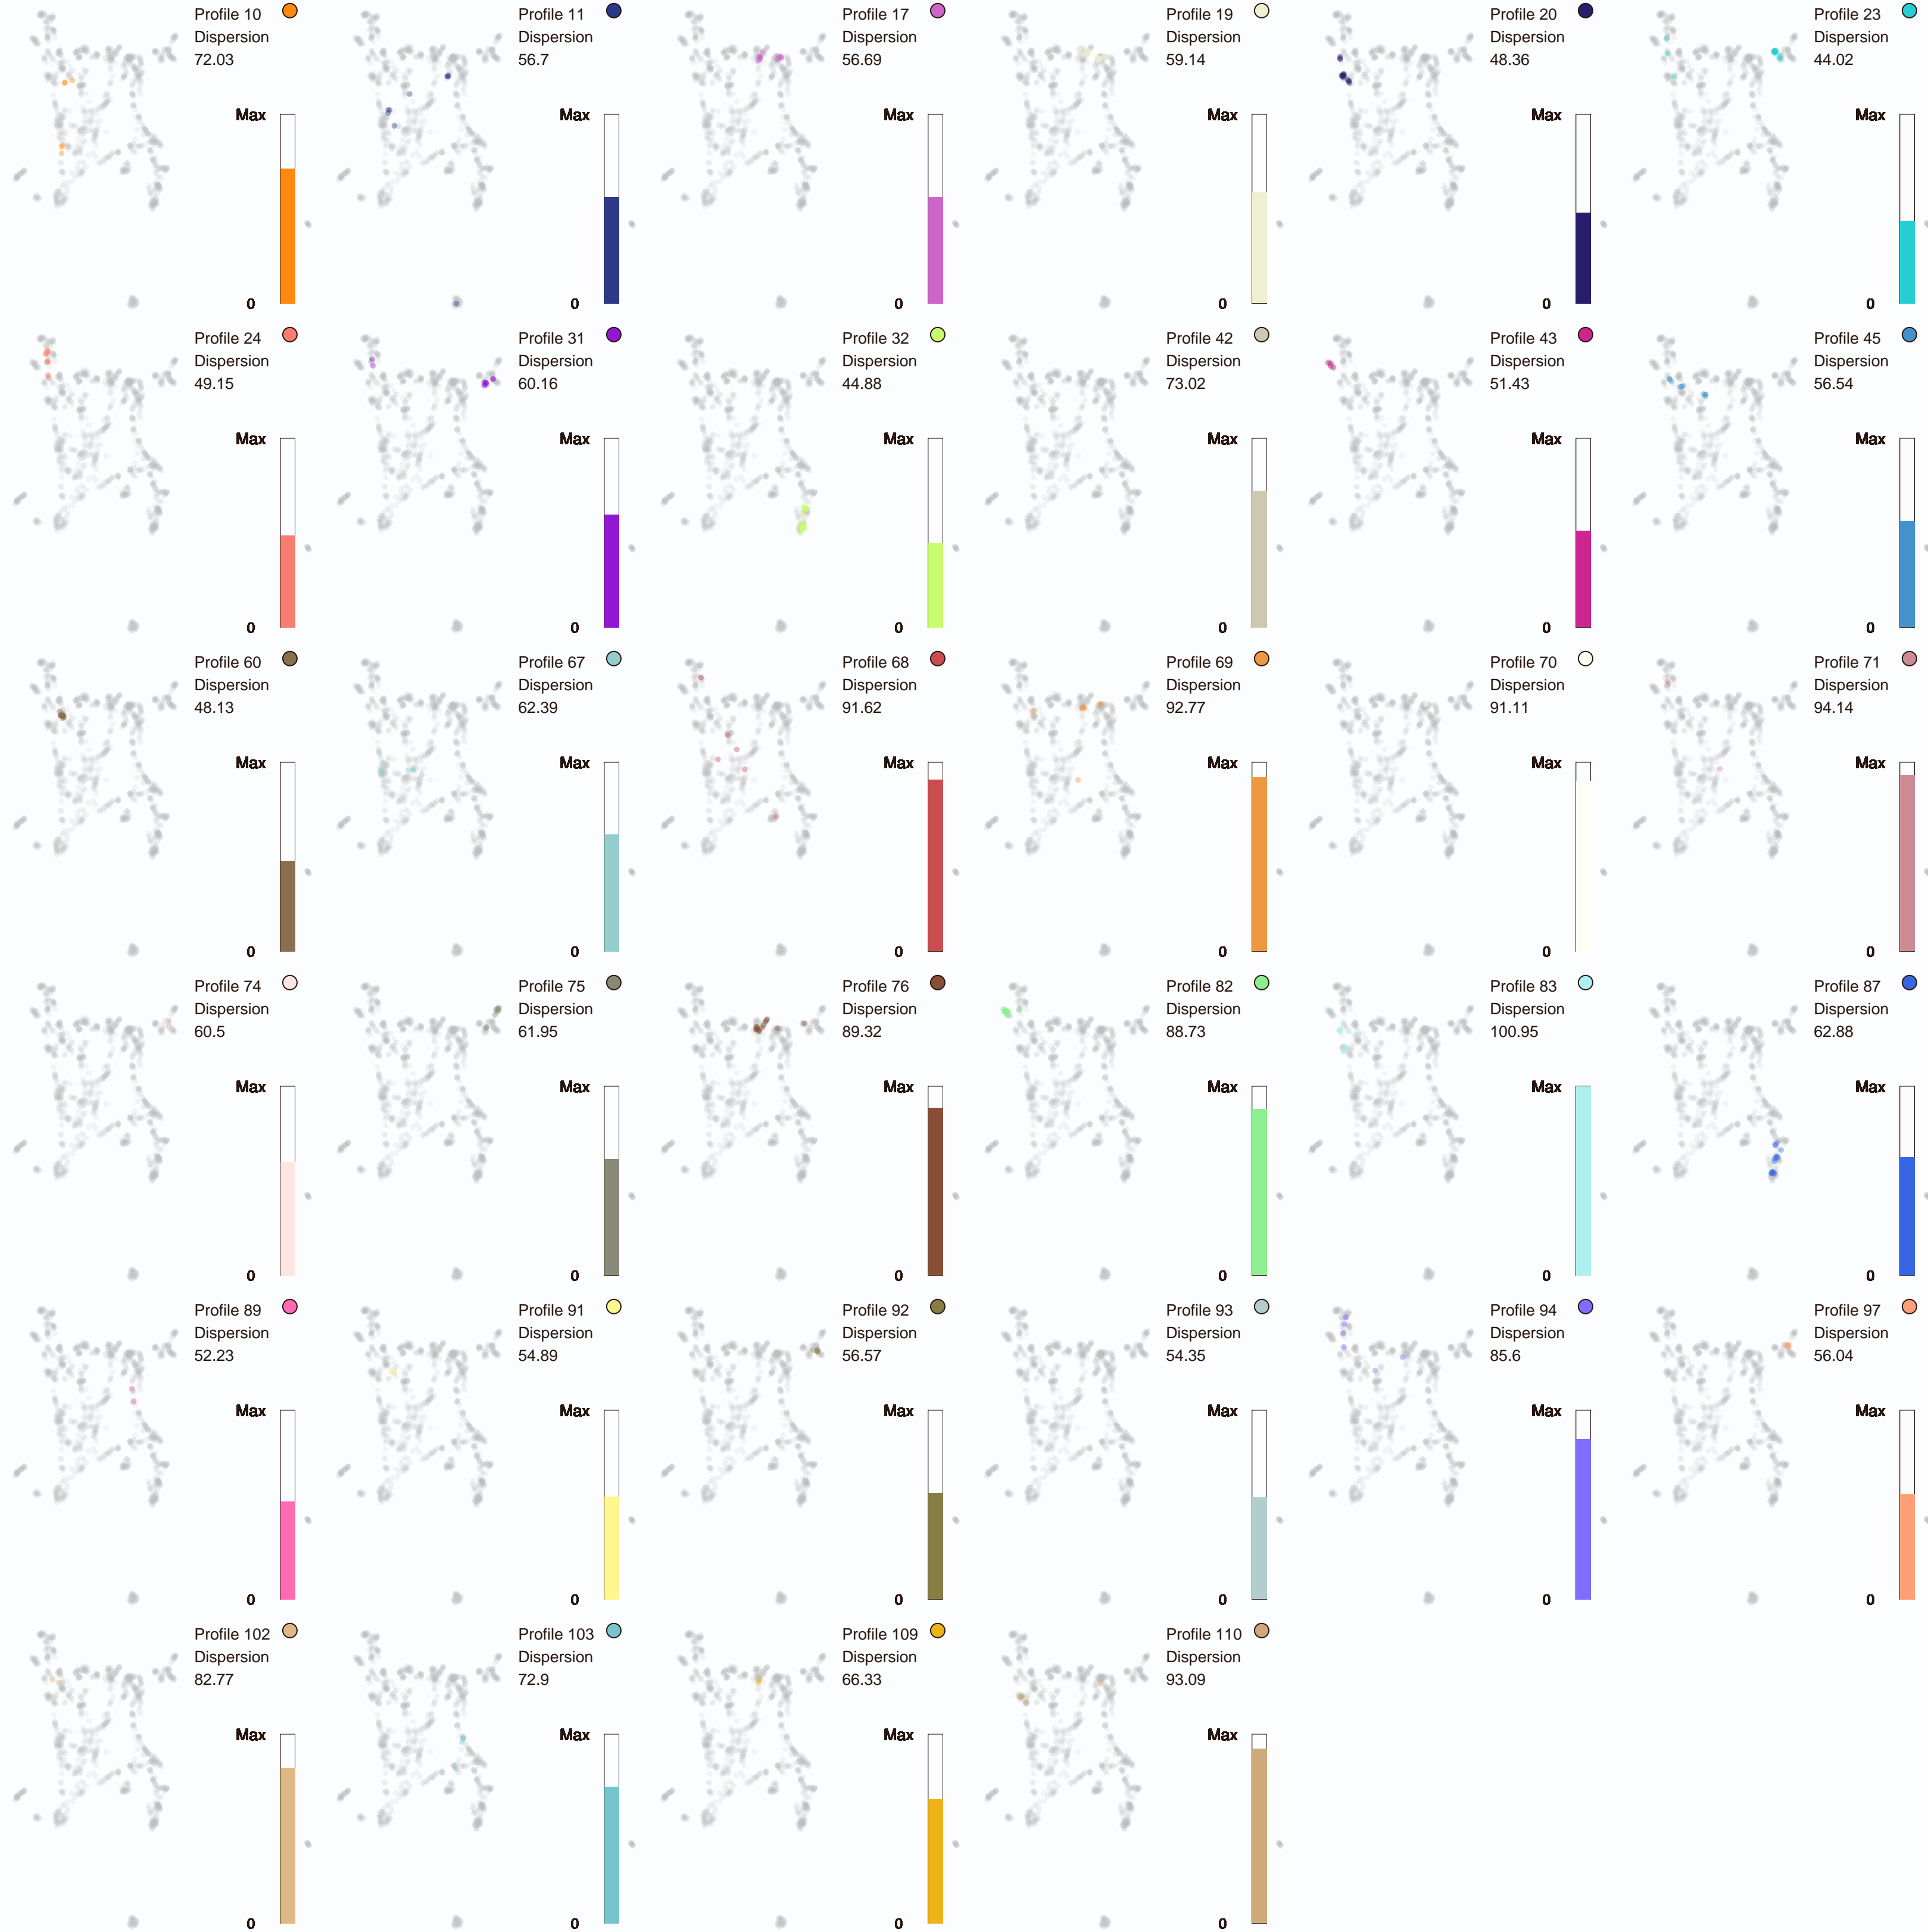 Profile 10
Dispersion
72.03
Max
0
Profile 11
Dispersion
56.7
Max
0
Profile 17
Dispersion
56.69
Max
0
Profile 19
Dispersion
59.14
Max
0
Profile 20
Dispersion
48.36
Max
0
Profile 23
Dispersion
44.02
Max
0
Profile 24
Dispersion
49.15
Max
0
Profile 31
Dispersion
60.16
Max
0
Profile 32
Dispersion
44.88
Max
0
Profile 42
Dispersion
73.02
Max
0
Profile 43
Dispersion
51.43
Max
0
Profile 45
Dispersion
56.54
Max
0
Profile 60
Dispersion
48.13
Max
0
Profile 67
Dispersion
62.39
Max
0
Profile 68
Dispersion
91.62
Max
0
Profile 69
Dispersion
92.77
Max
0
Profile 70
Dispersion
91.11
Max
0
Profile 71
Dispersion
94.14
Max
0
Profile 74
Dispersion
60.5
Max
0
Profile 75
Dispersion
61.95
Max
0
Profile 76
Dispersion
89.32
Max
0
Profile 82
Dispersion
88.73
Max
0
Profile 83
Dispersion
100.95
Max
0
Profile 87
Dispersion
62.88
Max
0
Profile 89
Dispersion
52.23
Max
0
Profile 91
Dispersion
54.89
Max
0
Profile 92
Dispersion
56.57
Max
0
Profile 93
Dispersion
54.35
Max
0
Profile 94
Dispersion
85.6
Max
0
Profile 97
Dispersion
56.04
Max
0
Profile 102
Dispersion
82.77
Max
0
Profile 103
Dispersion
72.9
Max
0
Profile 109
Dispersion
66.33
Max
0
Profile 110
Dispersion
93.09
Max
0